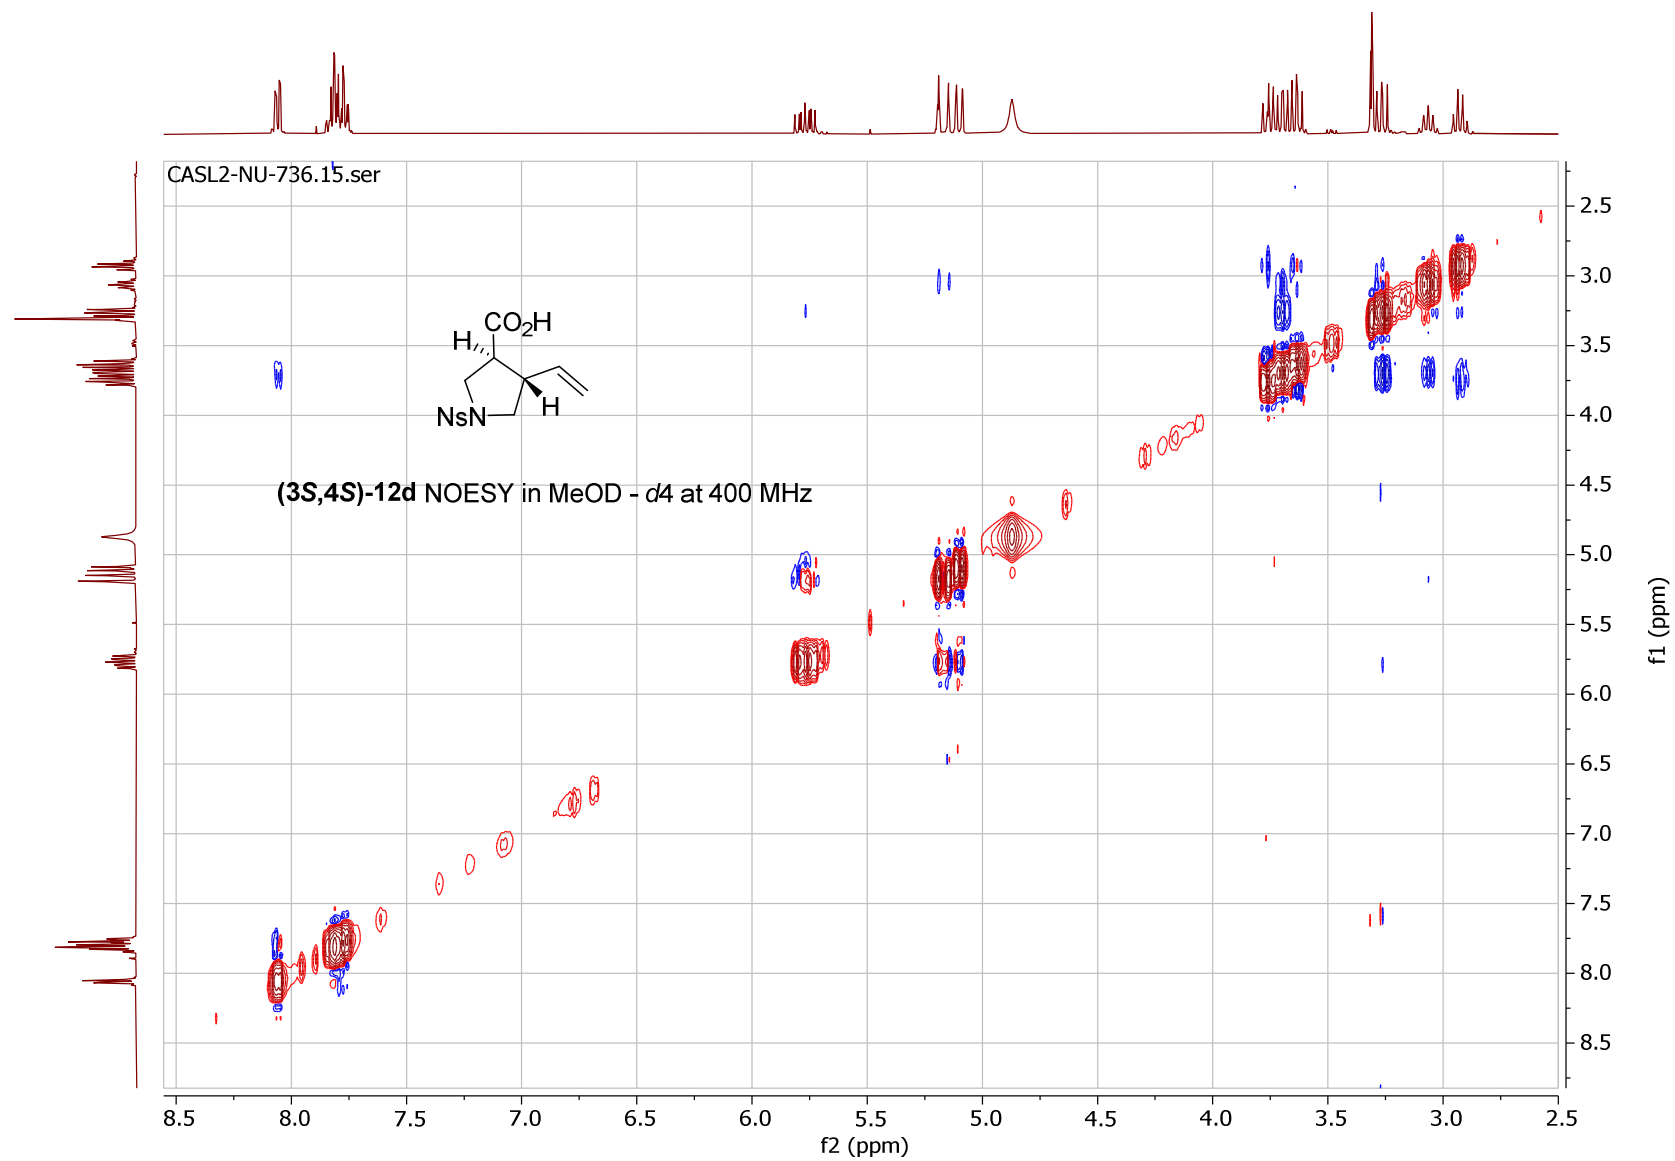 CASL2-NU-736.15.ser
CO2H
H
H
NsN
(3S,4S)-12d NOESY in MeOD - d4 at 400 MHz
2.5
3.0
3.5
4.0
4.5
5.0
5.5
6.0
6.5
7.0
7.5
8.0
8.5
f1 (ppm)
8.5 8.0 7.5 7.0 6.5 6.0 5.5 5.0 4.5 4.0 3.5 3.0 2.5
f2 (ppm)